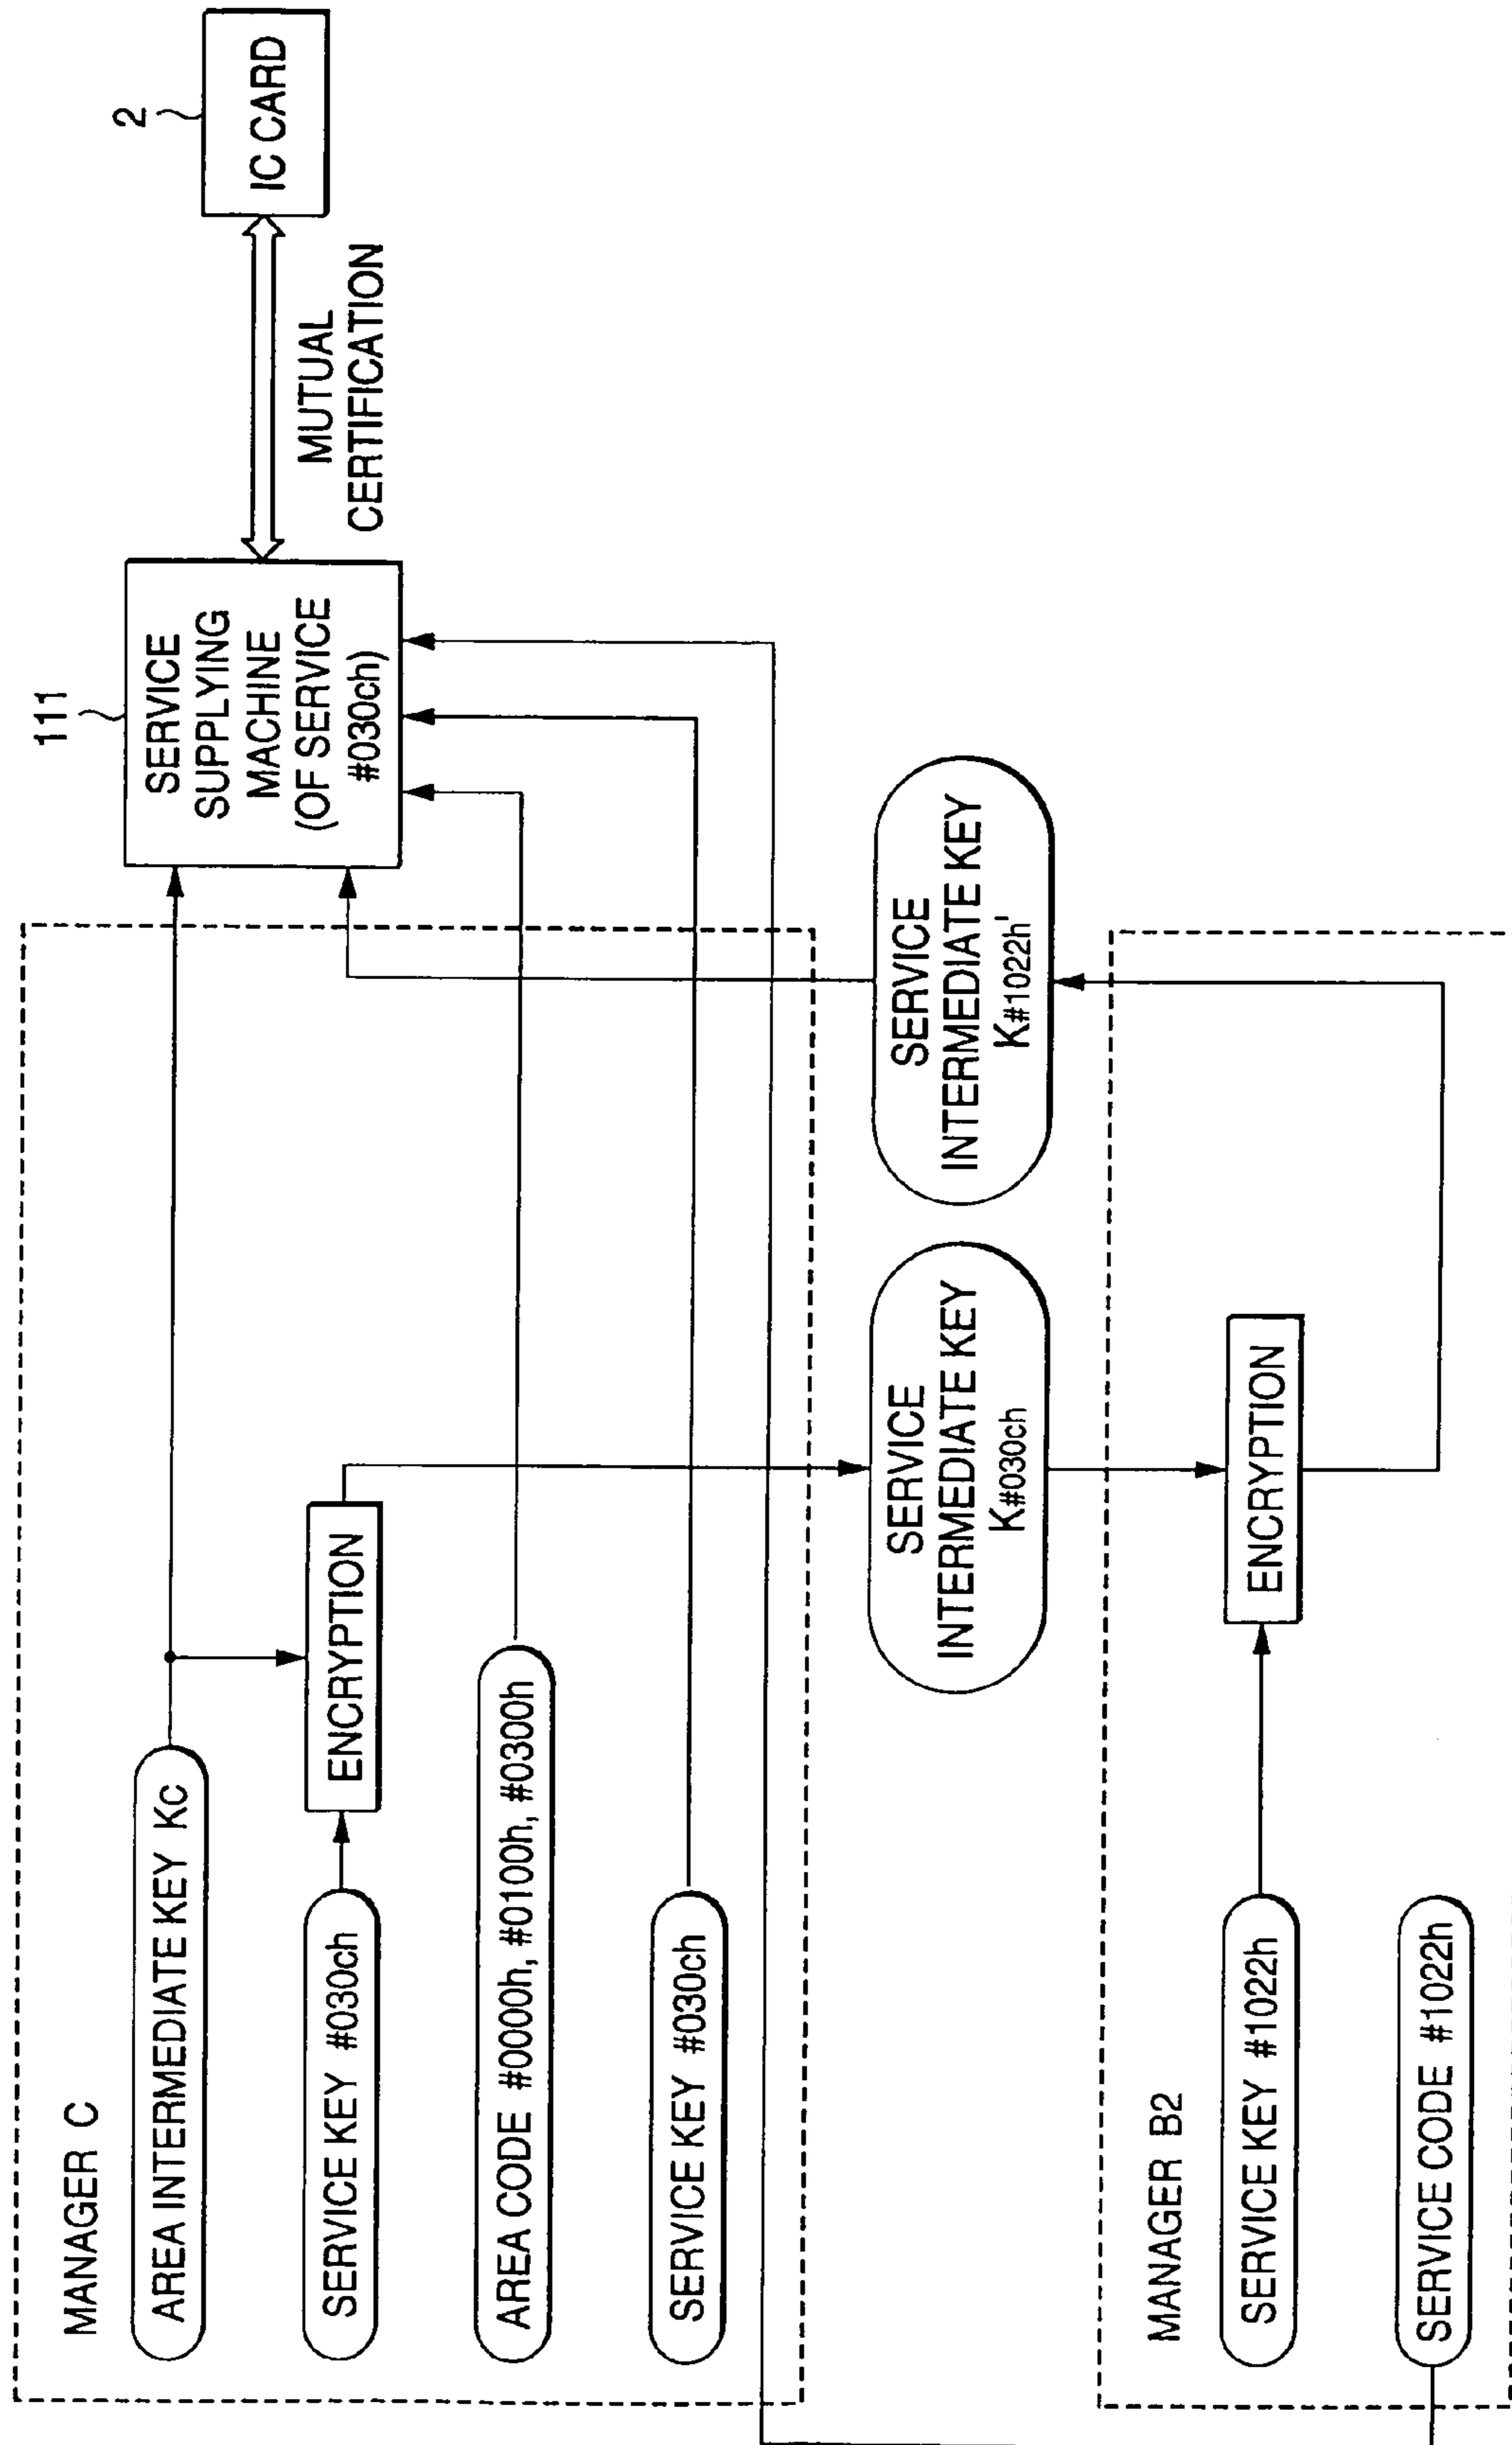 MANAGER C
AREA INTERMEDIATE KEY Kc
SERVICE KEY #030ch
ENCRYPTION
AREA CODE #0000h, #0100h, #0300h
SERVICE KEY #030ch
111
SERVICE
SUPPLYING
MACHINE
(OF SERVICE
#030ch)
MUTUAL
CERTIFICATION
2
IC CARD
SERVICE
INTERMEDIATE KEY
K#030ch
SERVICE
INTERMEDIATE KEY
K#1022h'
MANAGER B2
SERVICE KEY #1022h
ENCRYPTION
SERVICE CODE #1022h